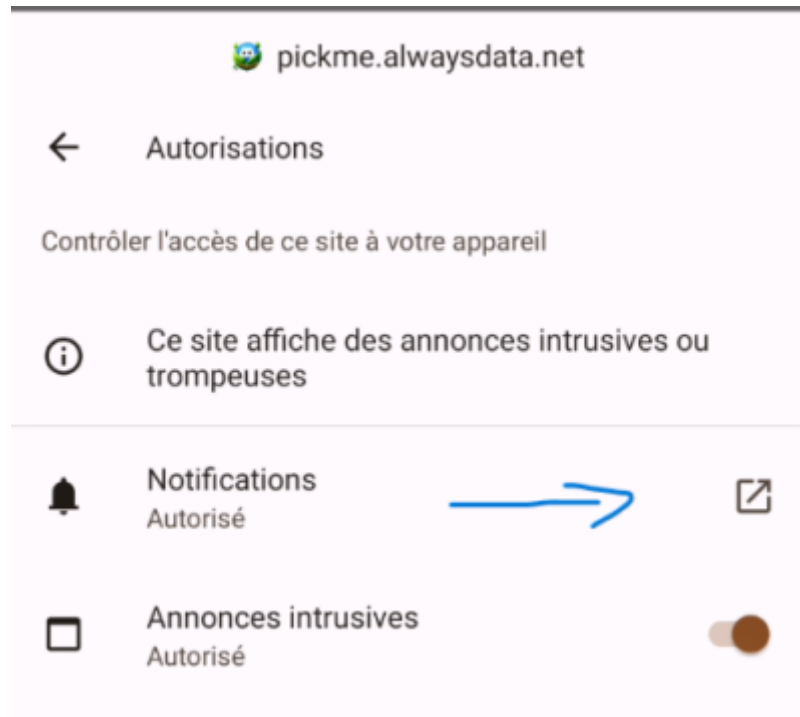 pickme.alwaysdata.net
Autorisations
Contrôler l'accès de ce site à votre appareil
Ce site affiche des annonces intrusives ou
trompeuses
Notifications
Autorisé
Annonces intrusives
Autorisé